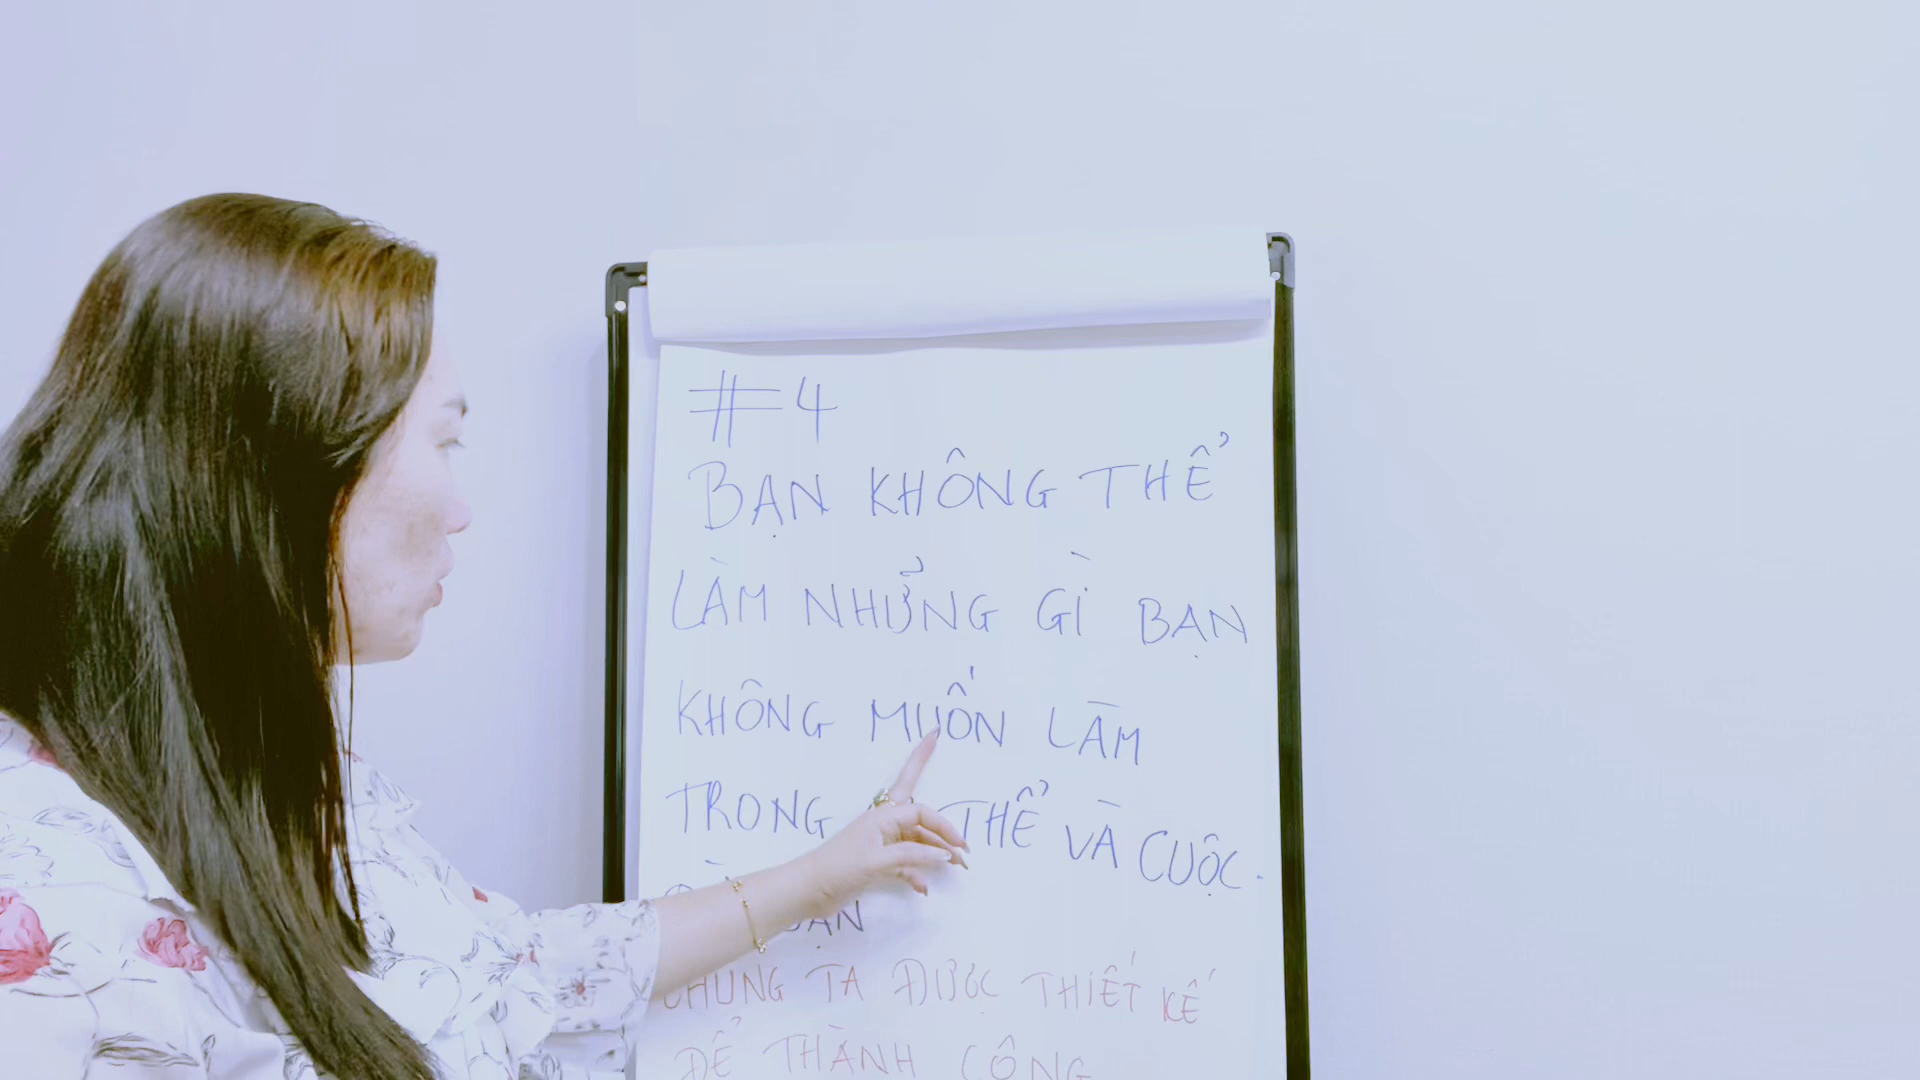 #4
BẠN KHÔNG THỂ
LÀM NHỮNG GÌ BẠN
KHÔNG MUỐN LÀM
TRONG THỂ VÀ CUỘC
BẠN
CHÚNG TA ĐƯỢC THIẾT KẾ
ĐỂ THÀNH CÔNG